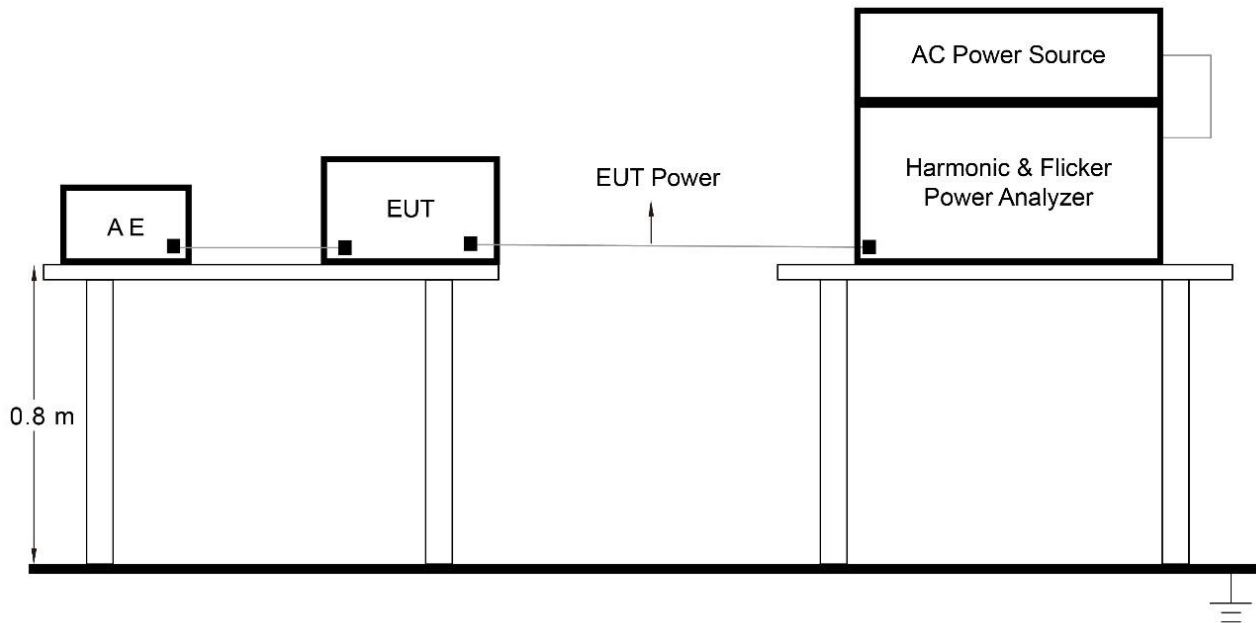 AC Power Source
Harmonic & Flicker
Power Analyzer
EUT Power
A E
EUT
0.8 m